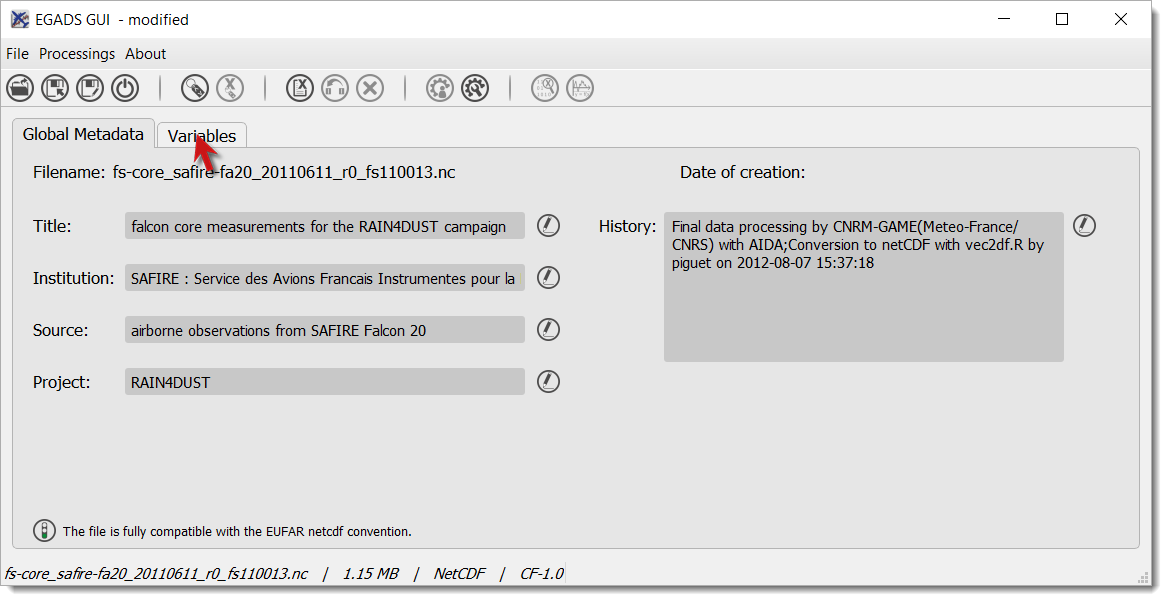 EGADS GUI - modified
File Processings About
Global Metadata Variables
Filename: fs-core_safire-fa20_20110611_r0_fs110013.nc
Date of creation:
Title: falcon core measurements for the RAIN4DUST campaign
Institution: SAFIRE : Service des Avions Francais Instrumentes pour la
Source: airborne observations from SAFIRE Falcon 20
Project: RAIN4DUST
History: Final data processing by CNRM-GAME(Meteo-France/
CNRS) with AIDA;Conversion to netCDF with vec2df.R by
piguet on 2012-08-07 15:37:18
The file is fully compatible with the EUFAR netcdf convention.
fs-core_safire-fa20_20110611_r0_fs110013.nc | 1.15 MB | NetCDF | CF-1.0